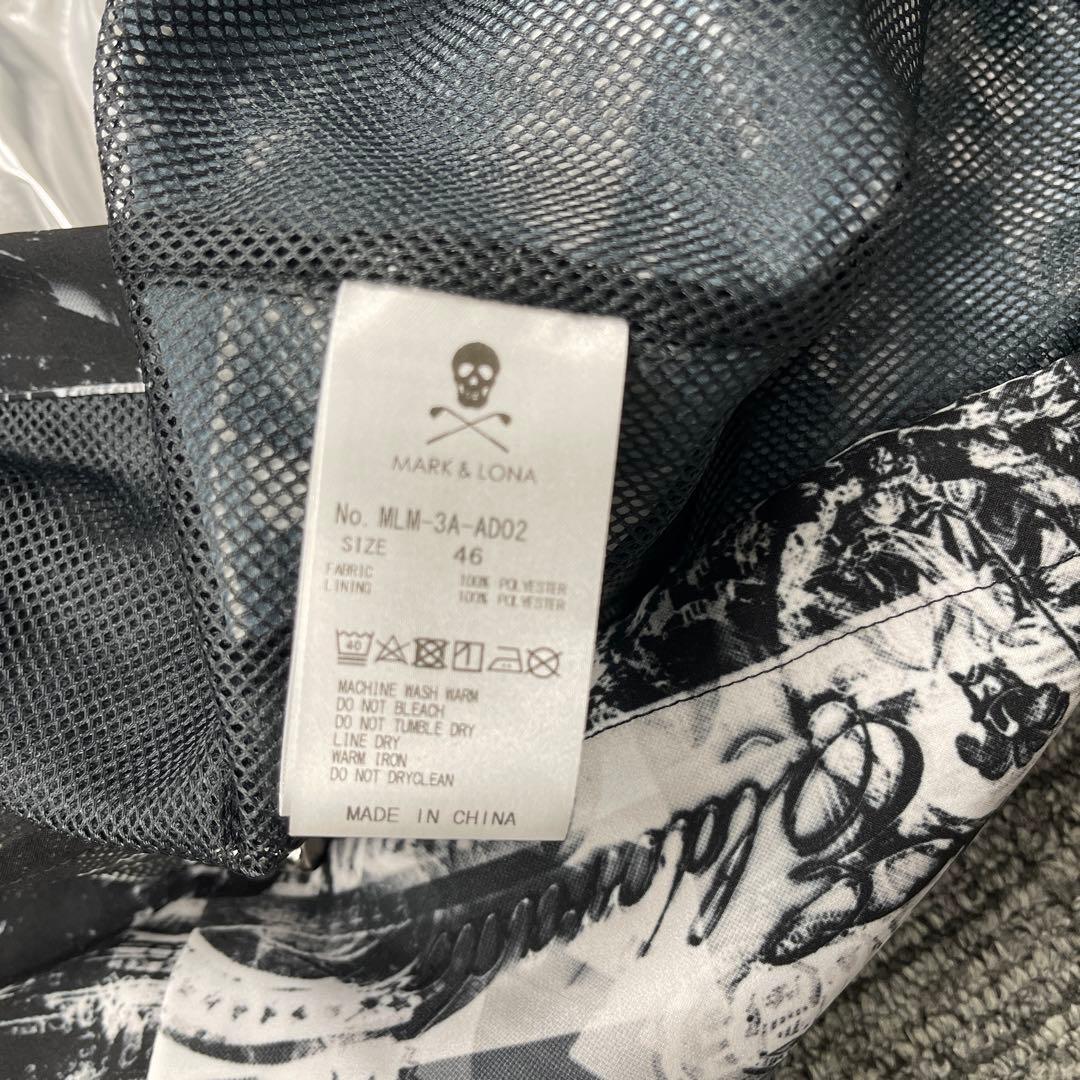 MARK & LONA
No. MLM-3A-AD02
SIZE 46
FABRIC 100% POLYESTER
LINING 100% POLYESTER
40
MACHINE WASH WARM
DO NOT BLEACH
DO NOT TUMBLE DRY
LINE DRY
WARM IRON
DO NOT DRYCLEAN
MADE IN CHINA